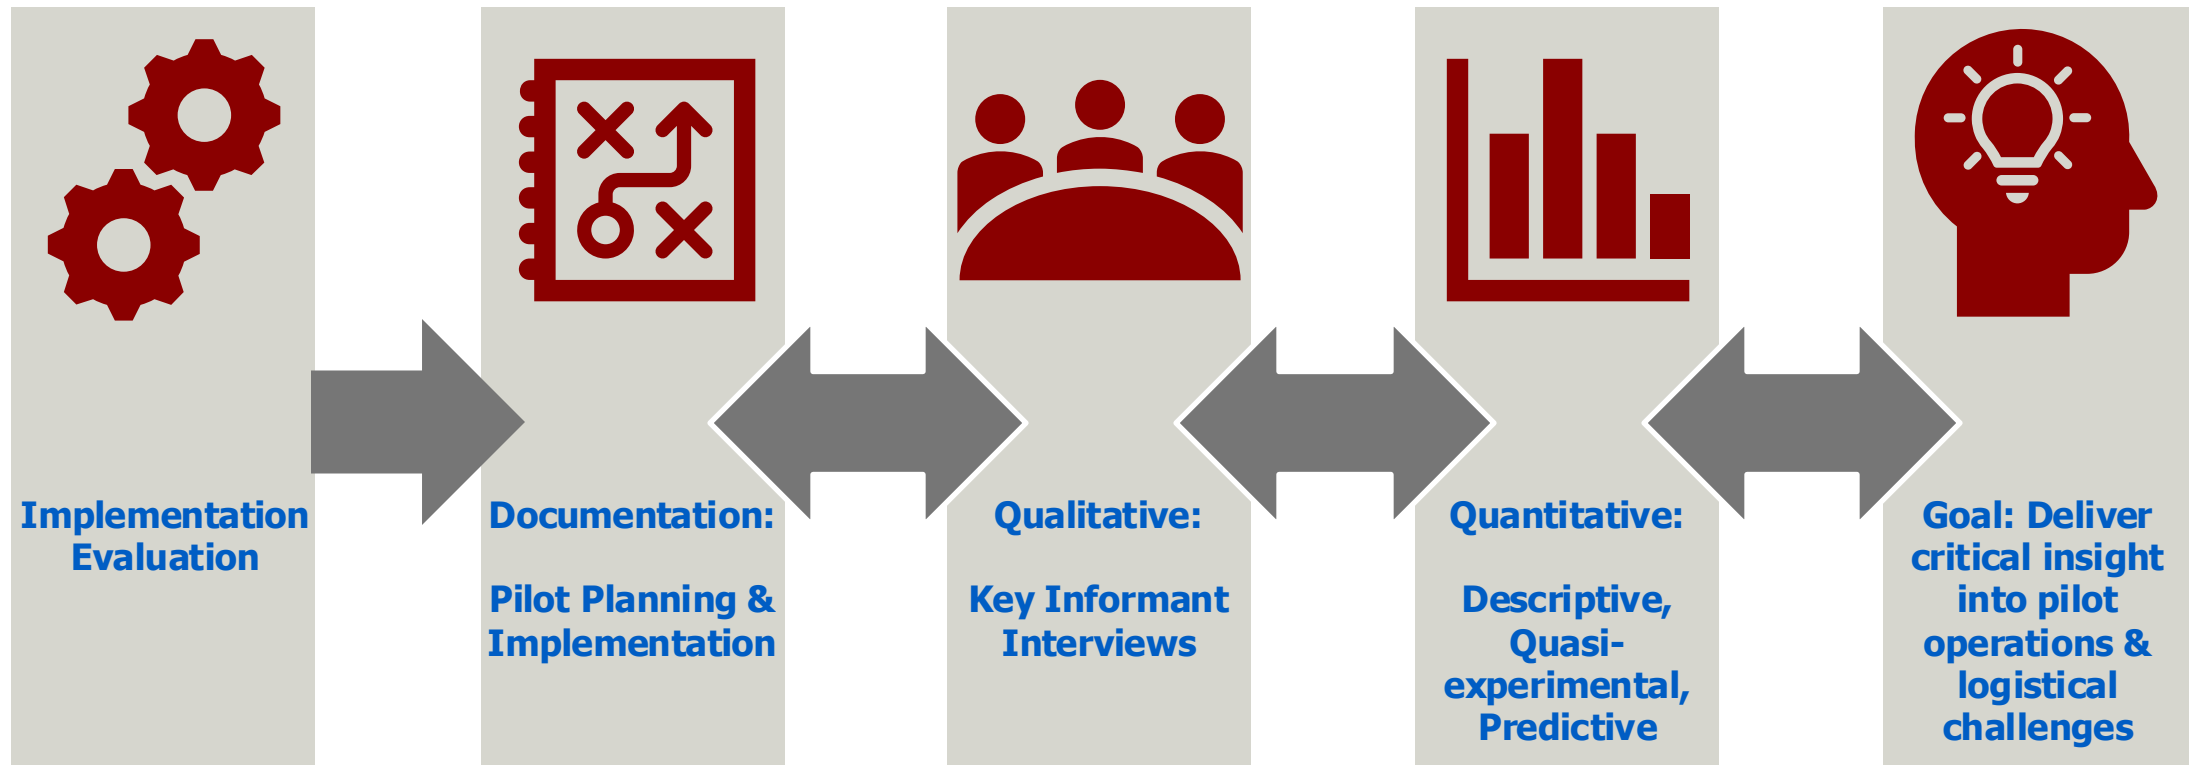 Implementation
Evaluation
Documentation:
Pilot Planning &
Implementation
Qualitative:
Key Informant
Interviews
Quantitative:
Descriptive,
Quasi-
experimental,
Predictive
Goal: Deliver
critical insight
into pilot
operations &
logistical
challenges